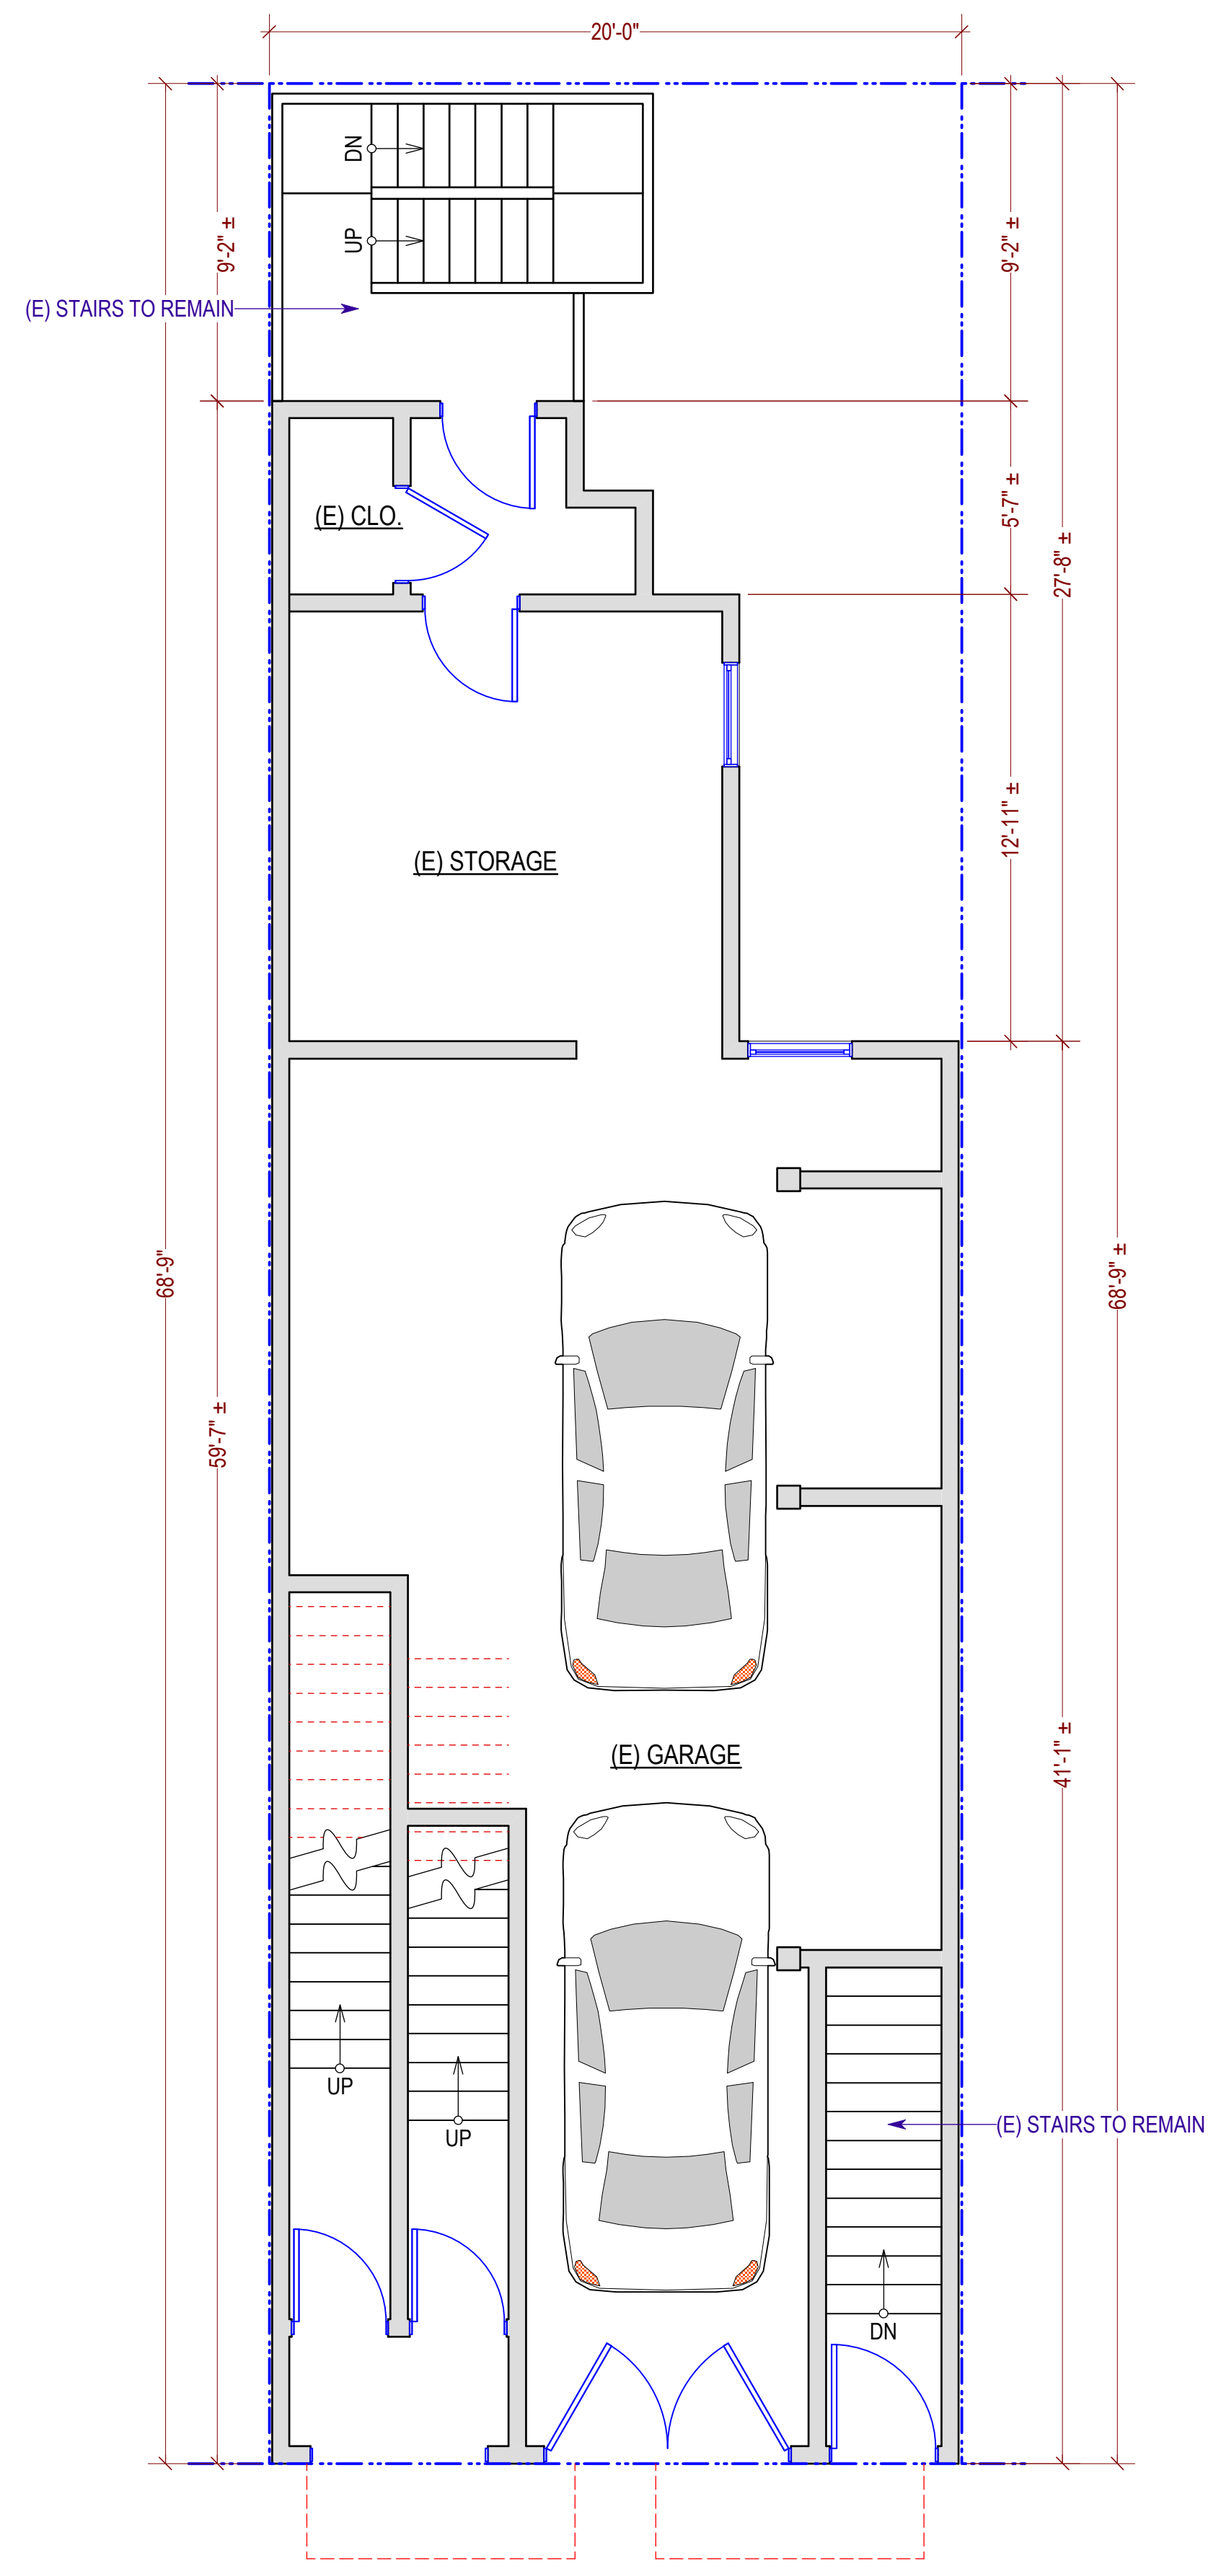 20'-0"
DN
UP
9'-2" ±
9'-2" ±
(E) STAIRS TO REMAIN
(E) CLO.
5'-7" ±
27'-8" ±
12'-11" ±
(E) STORAGE
68'-9"
68'-9" ±
59'-7" ±
(E) GARAGE
41'-1" ±
UP
UP
(E) STAIRS TO REMAIN
DN